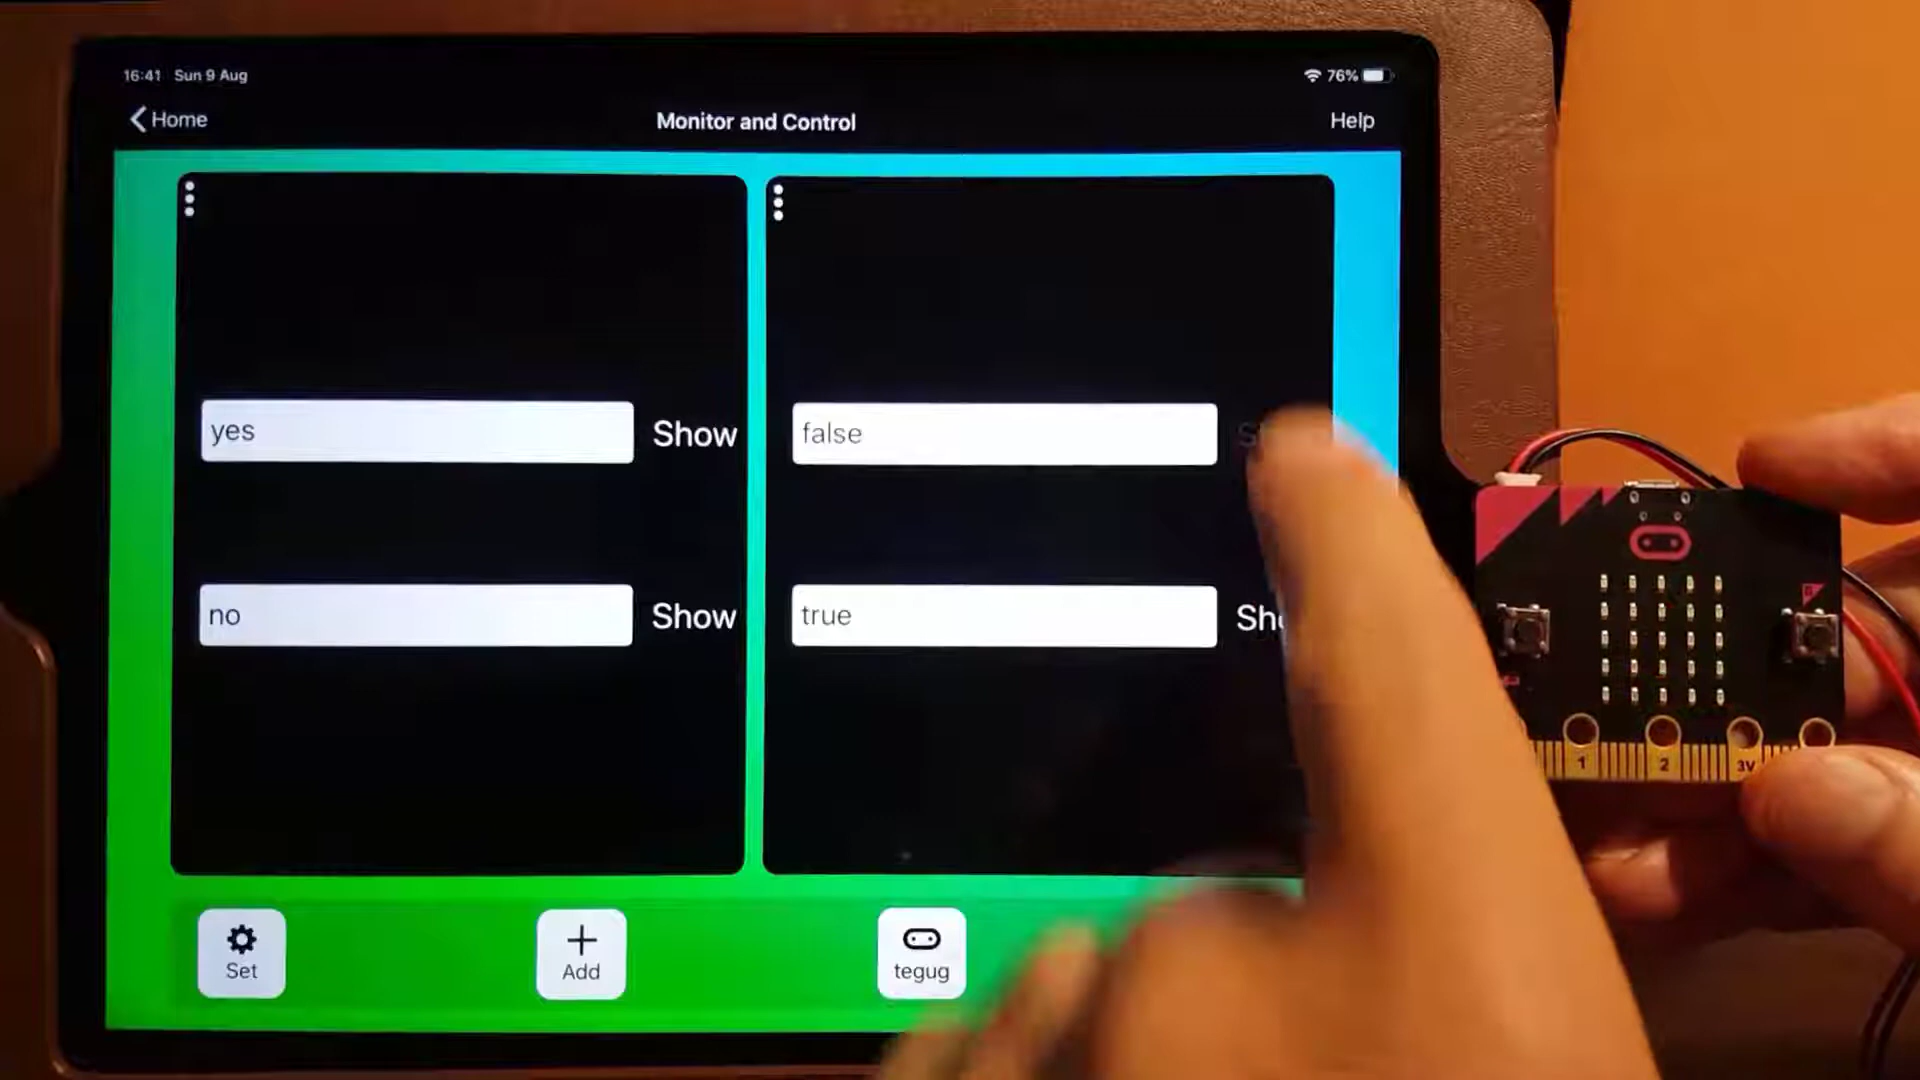 16:41 Sun 9 Aug
76%
Home
Monitor and Control
Help
yes
Show
false
no
Show
true
Set
Add
tegug
1
2
3V